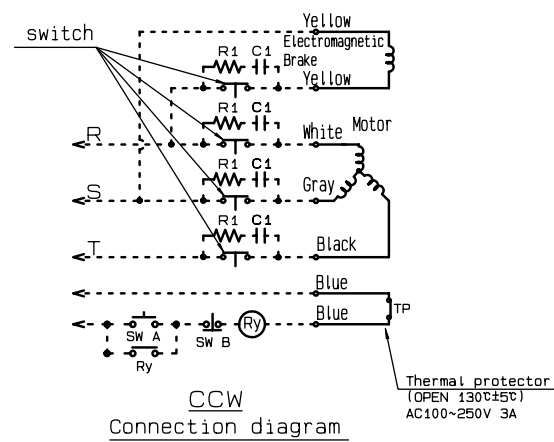 Yellow
switch
Electromagnetic
Brake
R1 C1
Yellow
R1 C1
R
White
Motor
R1 C1
S
Gray
R1 C1
T
Black
Blue
Blue
TP
SW A
SW B
Ry
Ry
Thermal protector
(OPEN 130℃±5℃)
AC100~250V 3A
CCW
Connection diagram